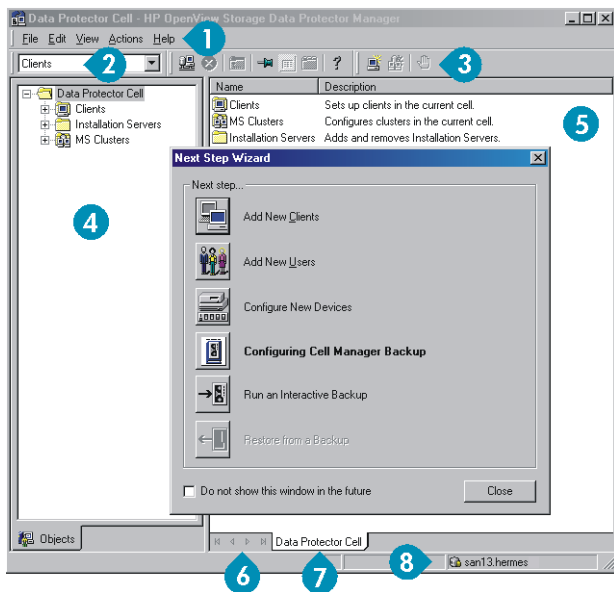 Data Protector Cell - HP OpenView Storage Data Protector Manager
File Edit View Actions Help 1
Clients 2 ? 3
Name Description
Data Protector Cell
Clients
Installation Servers
MS Clusters
Clients Sets up clients in the current cell.
MS Clusters Configures clusters in the current cell.
Installation Servers Adds and removes Installation Servers.
5
4
Next Step Wizard
Next step...
Add New Clients
Add New Users
Configure New Devices
Configuring Cell Manager Backup
Run an Interactive Backup
Restore from a Backup
Do not show this window in the future Close
Objects
Data Protector Cell
6 7 8
san13.hermes